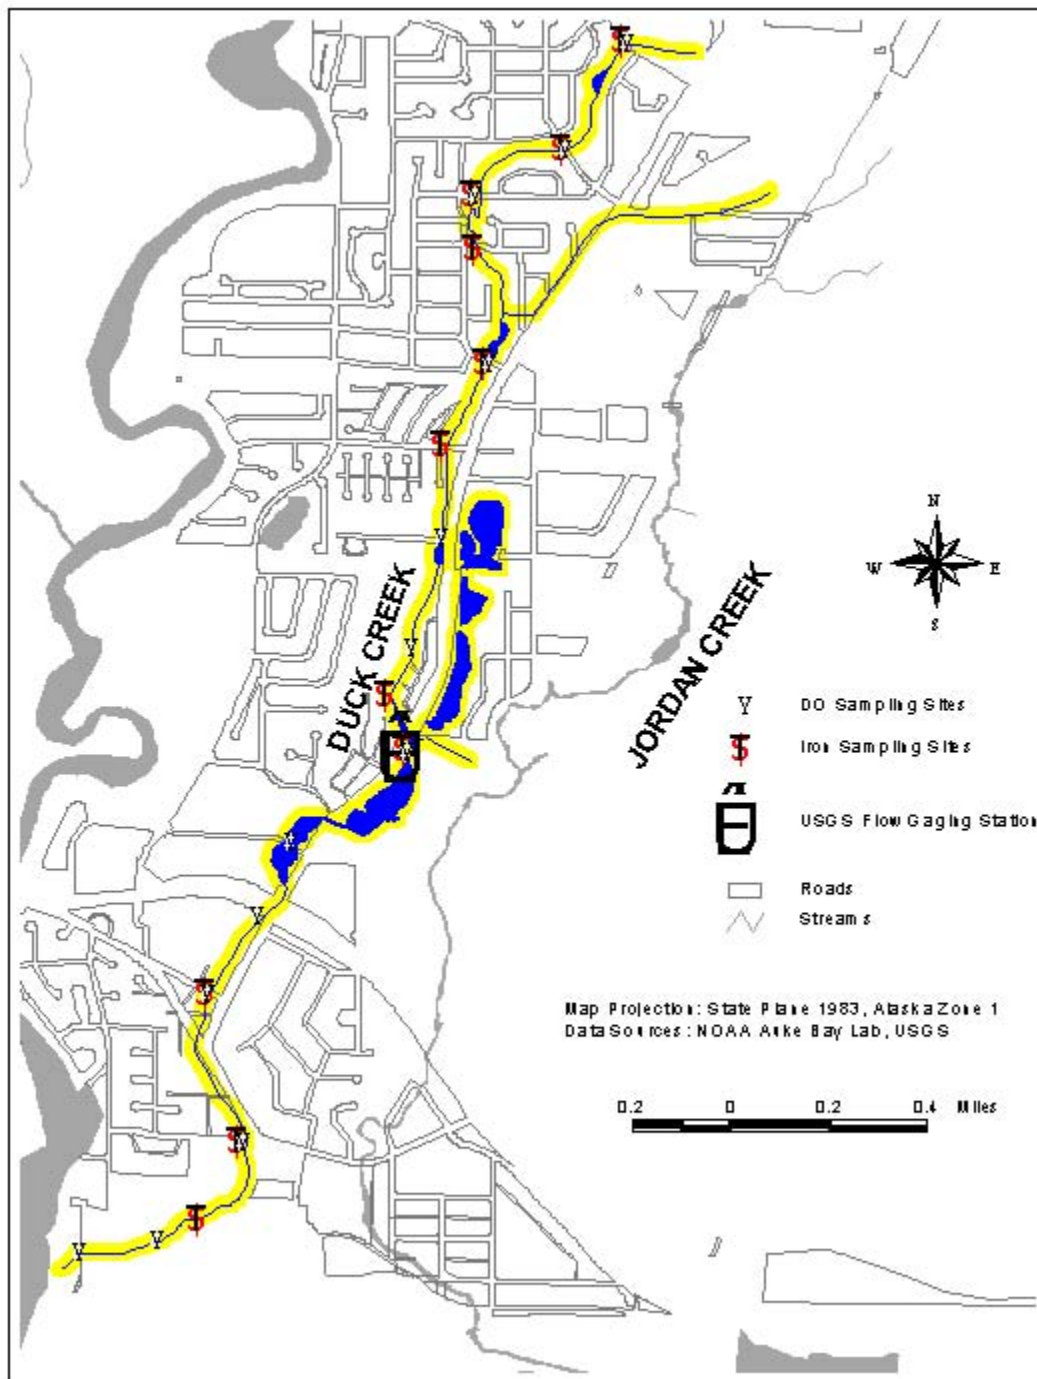 N
W E
S
DUCK CREEK
JORDAN CREEK
DO Sampling Sites
Iron Sampling Sites
USGS Flow Gaging Station
Roads
Streams
Map Projection: State Plane 1983, Alaska Zone 1
Data Sources: NOAA Auke Bay Lab, USGS
0.2 0 0.2 0.4 Miles